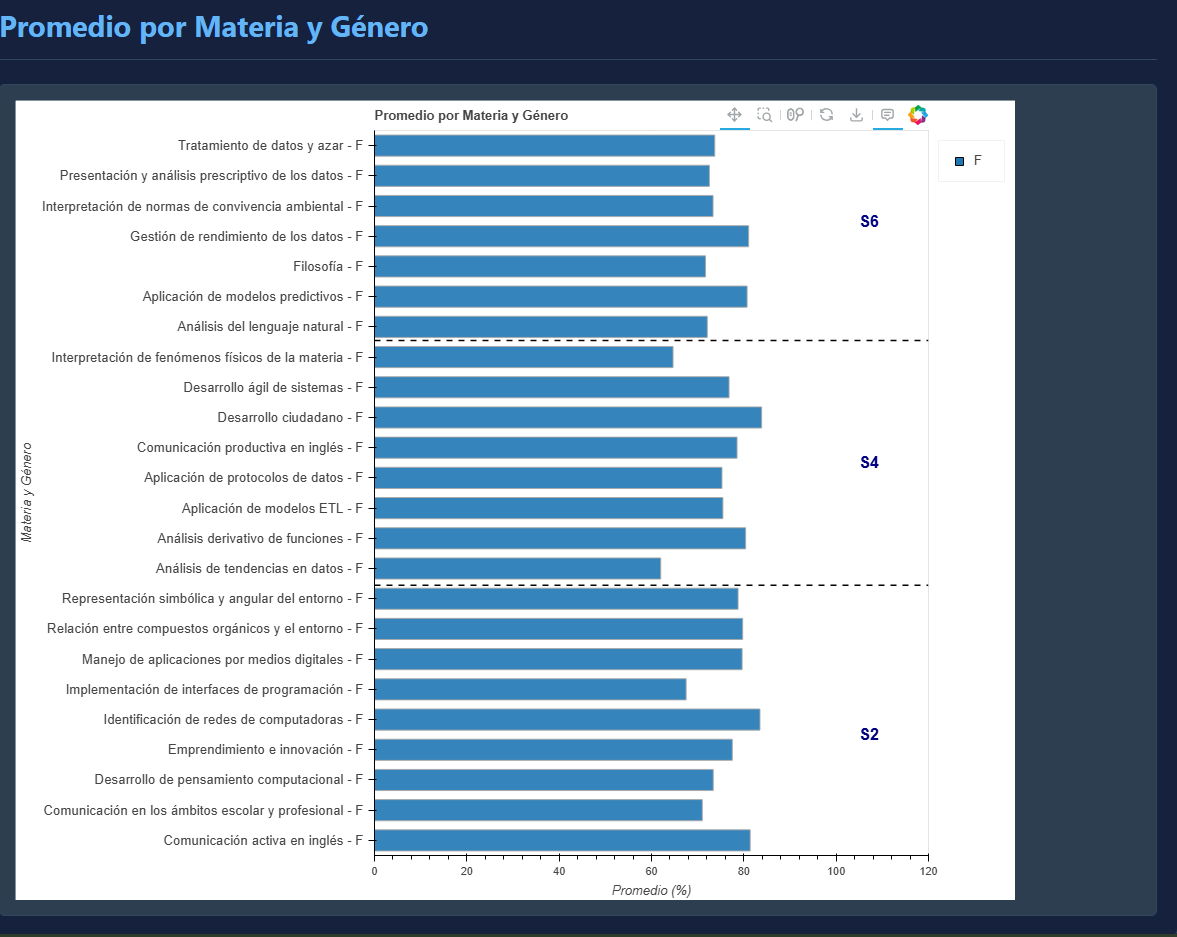 Promedio por Materia y Género
Promedio por Materia y Género
F
Tratamiento de datos y azar - F
Presentación y análisis prescriptivo de los datos - F
Interpretación de normas de convivencia ambiental - F
Gestión de rendimiento de los datos - F
Filosofía - F
Aplicación de modelos predictivos - F
Análisis del lenguaje natural - F
S6
Interpretación de fenómenos físicos de la materia - F
Desarrollo ágil de sistemas - F
Desarrollo ciudadano - F
Comunicación productiva en inglés - F
Aplicación de protocolos de datos - F
Aplicación de modelos ETL - F
Análisis derivativo de funciones - F
Análisis de tendencias en datos - F
S4
Representación simbólica y angular del entorno - F
Relación entre compuestos orgánicos y el entorno - F
Manejo de aplicaciones por medios digitales - F
Implementación de interfaces de programación - F
Identificación de redes de computadoras - F
Emprendimiento e innovación - F
Desarrollo de pensamiento computacional - F
Comunicación en los ámbitos escolar y profesional - F
Comunicación activa en inglés - F
S2
Materia y Género
0 20 40 60 80 100 120
Promedio (%)